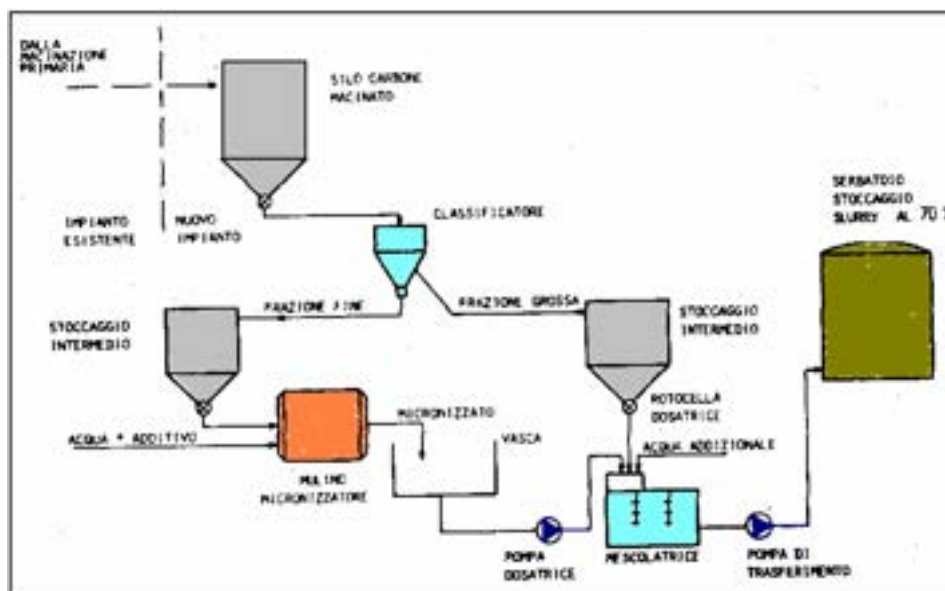 DALLA
MACINAZIONE
PRIMARIA
SILO CARBONE
MACINATO
SERBATOIO
STOCCAGGIO
SLURRY AL 70 %
IMPIANTO
ESISTENTE
NUOVO
IMPIANTO
CLASSIFICATORE
FRAZIONE FINE
FRAZIONE GROSSA
STOCCAGGIO
INTERMEDIO
STOCCAGGIO
INTERMEDIO
ROTOCELLA
DOSATRICE
MICRONIZZATO
ACQUA + ADDITIVO
VASCA
ACQUA ADDIZIONALE
MULINO
MICRONIZZATORE
POMPA
DOSATRICE
MESCOLATRICE
POMPA DI
TRASFERIMENTO